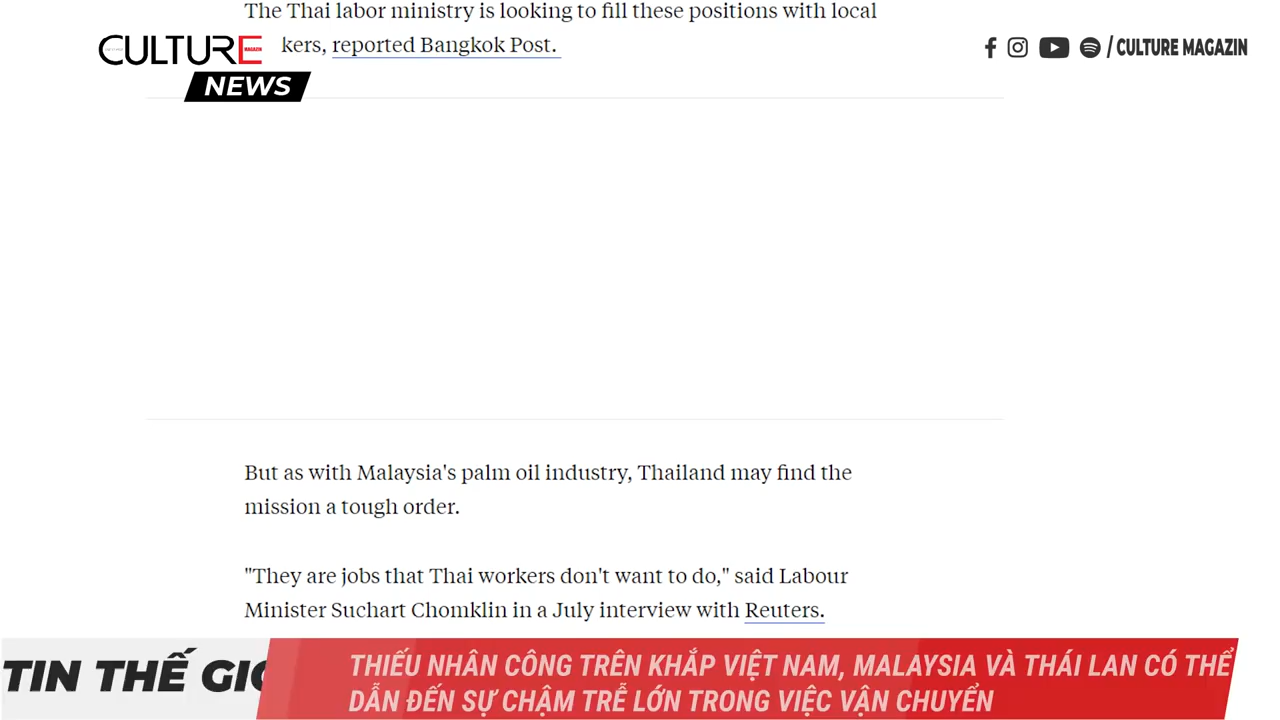 The Thai labor ministry is looking to fill these positions with local
kers, reported Bangkok Post.
CULTURE
NEWS
/ CULTURE MAGAZIN
But as with Malaysia's palm oil industry, Thailand may find the
mission a tough order.
"They are jobs that Thai workers don't want to do," said Labour
Minister Suchart Chomklin in a July interview with Reuters.
TIN THẾ GIỚ
THIẾU NHÂN CÔNG TRÊN KHẮP VIỆT NAM, MALAYSIA VÀ THÁI LAN CÓ THỂ
DẪN ĐẾN SỰ CHẬM TRỄ LỚN TRONG VIỆC VẬN CHUYỂN